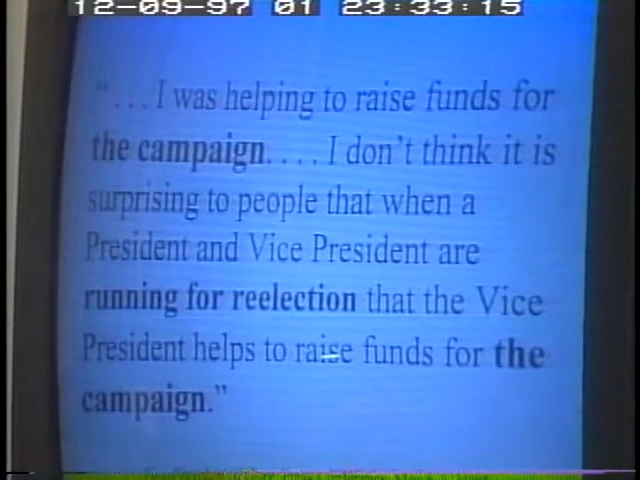 12-09-97 01 23:33:15
"...I was helping to raise funds for
the campaign....I don't think it is
surprising to people that when a
President and Vice President are
running for reelection that the Vice
President helps to raise funds for the
campaign."